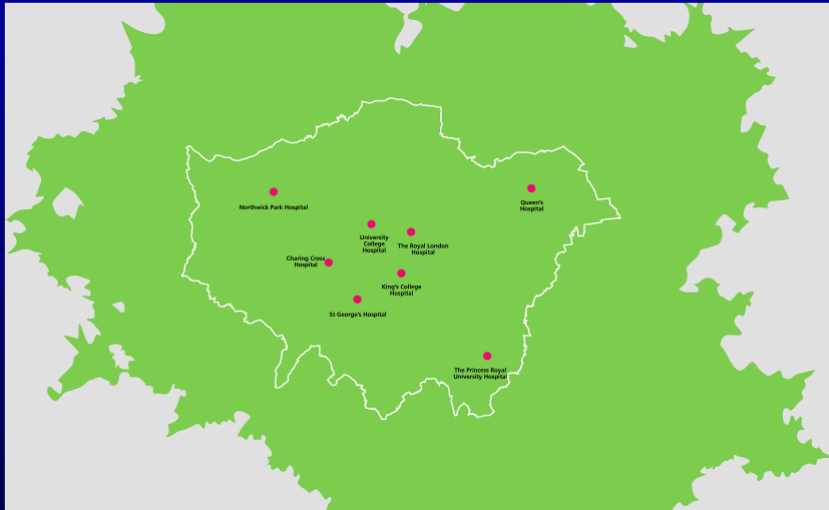 Northwick Park Hospital
Queen's
Hospital
University
College
Hospital
The Royal London
Hospital
Charing Cross
Hospital
King's College
Hospital
St George's Hospital
The Princess Royal
University Hospital